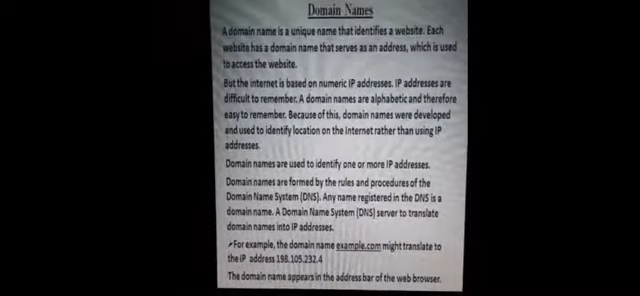 Domain Names
A domain name is a unique name that identifies a website. Each
website has a domain name that serves as an address, which is used
to access the website.
But the internet is based on numeric IP addresses. IP addresses are
difficult to remember. A domain names are alphabetic and therefore
easy to remember. Because of this, domain names were developed
and used to identify location on the Internet rather than using IP
addresses.
Domain names are used to identify one or more IP addresses.
Domain names are formed by the rules and procedures of the
Domain Name System (DNS). Any name registered in the DNS is a
domain name. A Domain Name System (DNS) server to translate
domain names into IP addresses.
For example, the domain name example.com might translate to
the IP address 198.105.232.4
The domain name appears in the address bar of the web browser.